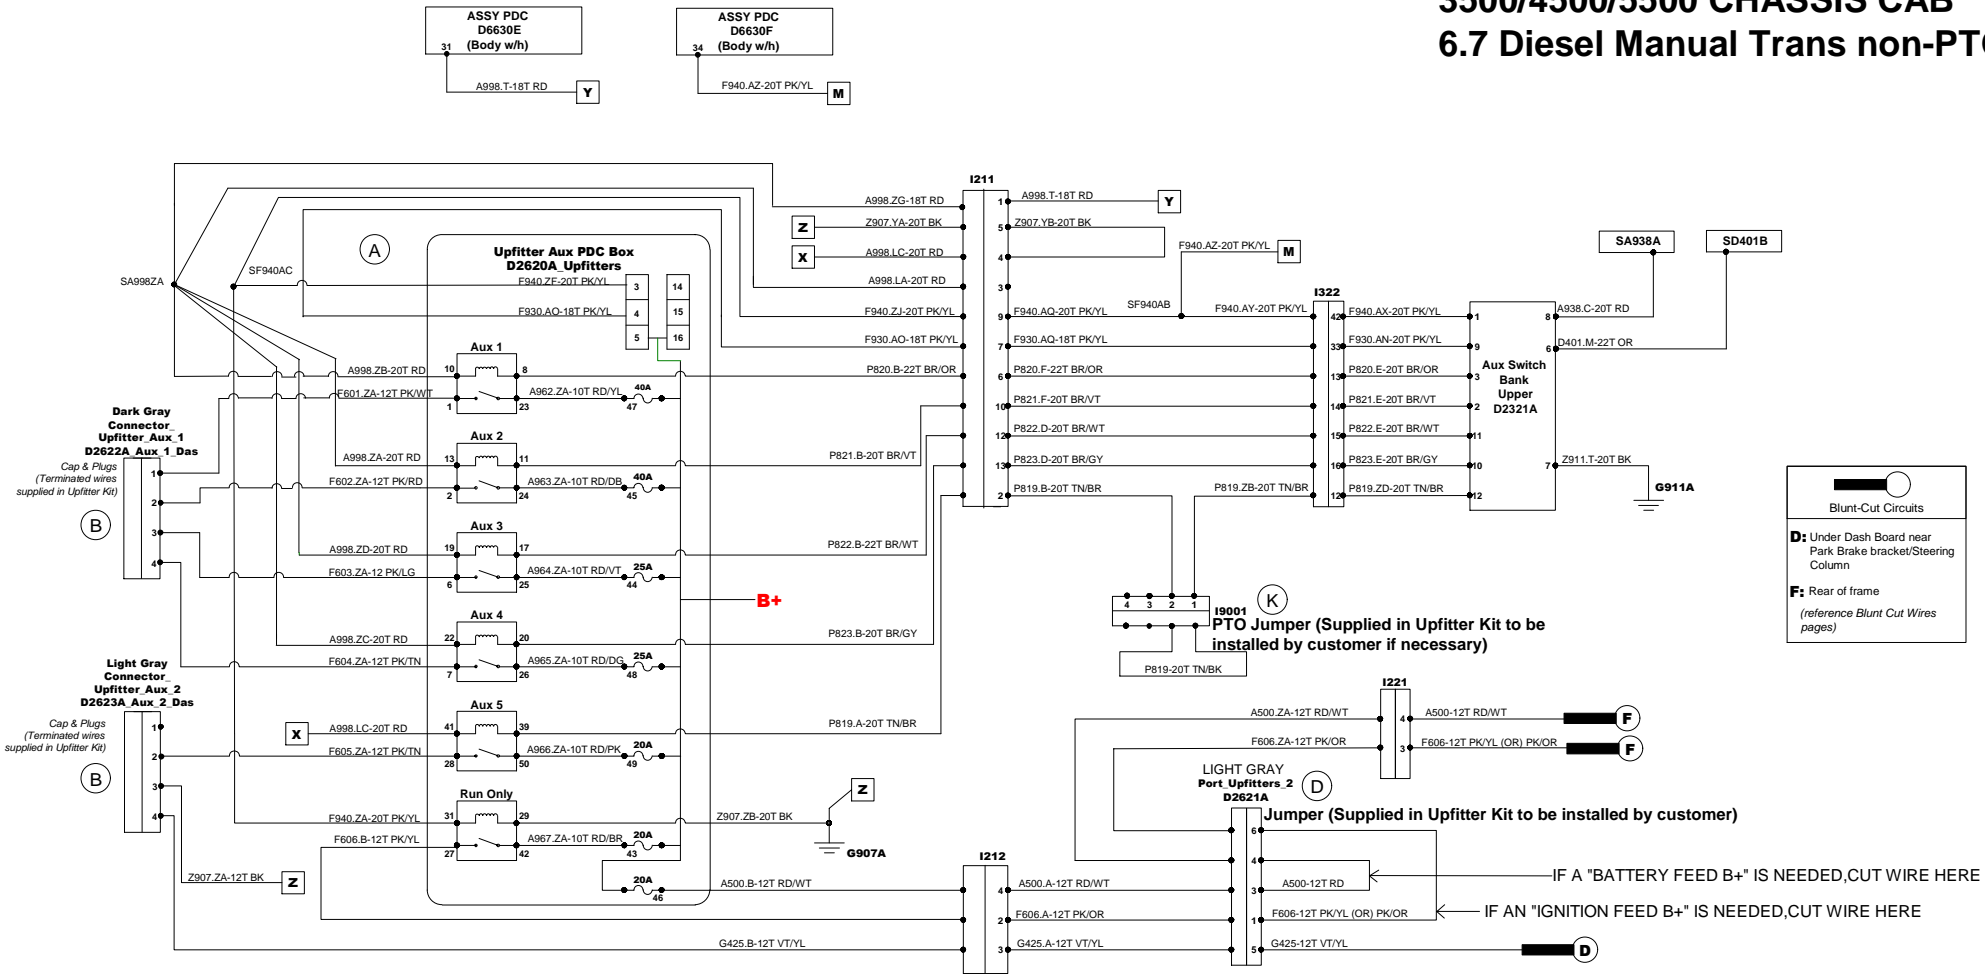 3500/4500/5500 CHASSIS CAB
6.7 Diesel Manual Trans non-PTO
ASSY PDC
D6630E
(Body w/h)
31
A998.T-18T RD
Y
ASSY PDC
D6630F
(Body w/h)
34
F940.AZ-20T PK/YL
M
SA998ZA
SF940AC
A
Upfitter Aux PDC Box
D2620A_Upfitters
F940.ZF-20T PK/YL
3
14
F930.AO-18T PK/YL
4
15
5
16
Aux 1
A998.ZB-20T RD
10
8
F601.ZA-12T PK/WT
1
23
A962.ZA-10T RD/YL
40A
47
Aux 2
A998.ZA-20T RD
13
11
F602.ZA-12T PK/RD
2
24
A963.ZA-10T RD/DB
40A
45
Aux 3
A998.ZD-20T RD
19
17
F603.ZA-12 PK/LG
6
25
A964.ZA-10T RD/VT
25A
44
B+
Aux 4
A998.ZC-20T RD
22
20
F604.ZA-12T PK/TN
7
26
A965.ZA-10T RD/DG
25A
48
Aux 5
X
A998.LC-20T RD
41
39
F605.ZA-12T PK/TN
28
50
A966.ZA-10T RD/PK
20A
49
Run Only
F940.ZA-20T PK/YL
31
29
F606.B-12T PK/YL
27
42
A967.ZA-10T RD/BR
20A
43
20A
46
Dark Gray
Connector_
Upfitter_Aux_1
D2622A_Aux_1_Das
Cap & Plugs
(Terminated wires
supplied in Upfitter Kit)
1
2
3
4
B
Light Gray
Connector_
Upfitter_Aux_2
D2623A_Aux_2_Das
Cap & Plugs
(Terminated wires
supplied in Upfitter Kit)
1
2
3
4
B
Z907.ZA-12T BK
Z
Z907.ZB-20T BK
Z
G907A
A500.B-12T RD/WT
G425.B-12T VT/YL
I211
A998.ZG-18T RD
1
A998.T-18T RD
Y
Z
Z907.YA-20T BK
5
Z907.YB-20T BK
X
A998.LC-20T RD
4
A998.LA-20T RD
3
F940.ZJ-20T PK/YL
9
F940.AQ-20T PK/YL
F930.AO-18T PK/YL
7
F930.AQ-18T PK/YL
P820.B-22T BR/OR
6
P820.F-22T BR/OR
P821.B-20T BR/VT
10
P821.F-20T BR/VT
P822.B-22T BR/WT
12
P822.D-20T BR/WT
P823.B-20T BR/GY
13
P823.D-20T BR/GY
P819.A-20T TN/BR
2
P819.B-20T TN/BR
F940.AZ-20T PK/YL
M
SF940AB
F940.AY-20T PK/YL
P819.ZB-20T TN/BR
I322
42
F940.AX-20T PK/YL
1
33
F930.AN-20T PK/YL
9
13
P820.E-20T BR/OR
3
14
P821.E-20T BR/VT
2
15
P822.E-20T BR/WT
11
16
P823.E-20T BR/GY
10
12
P819.ZD-20T TN/BR
12
Aux Switch
Bank
Upper
D2321A
SA938A
SD401B
8
A938.C-20T RD
6
D401.M-22T OR
7
Z911.T-20T BK
G911A
Blunt-Cut Circuits
D: Under Dash Board near
Park Brake bracket/Steering
Column
F: Rear of frame
(reference Blunt Cut Wires
pages)
4 3 2 1
I9001
K
PTO Jumper (Supplied in Upfitter Kit to be
installed by customer if necessary)
P819-20T TN/BK
I221
A500.ZA-12T RD/WT
4
A500-12T RD/WT
F
F606.ZA-12T PK/OR
3
F606-12T PK/YL (OR) PK/OR
F
LIGHT GRAY
Port_Upfitters_2
D2621A
D
Jumper (Supplied in Upfitter Kit to be installed by customer)
6
4
3
1
5
A500-12T RD
IF A "BATTERY FEED B+" IS NEEDED,CUT WIRE HERE
F606-12T PK/YL (OR) PK/OR
IF AN "IGNITION FEED B+" IS NEEDED,CUT WIRE HERE
G425-12T VT/YL
D
I212
4
A500.A-12T RD/WT
2
F606.A-12T PK/OR
3
G425.A-12T VT/YL